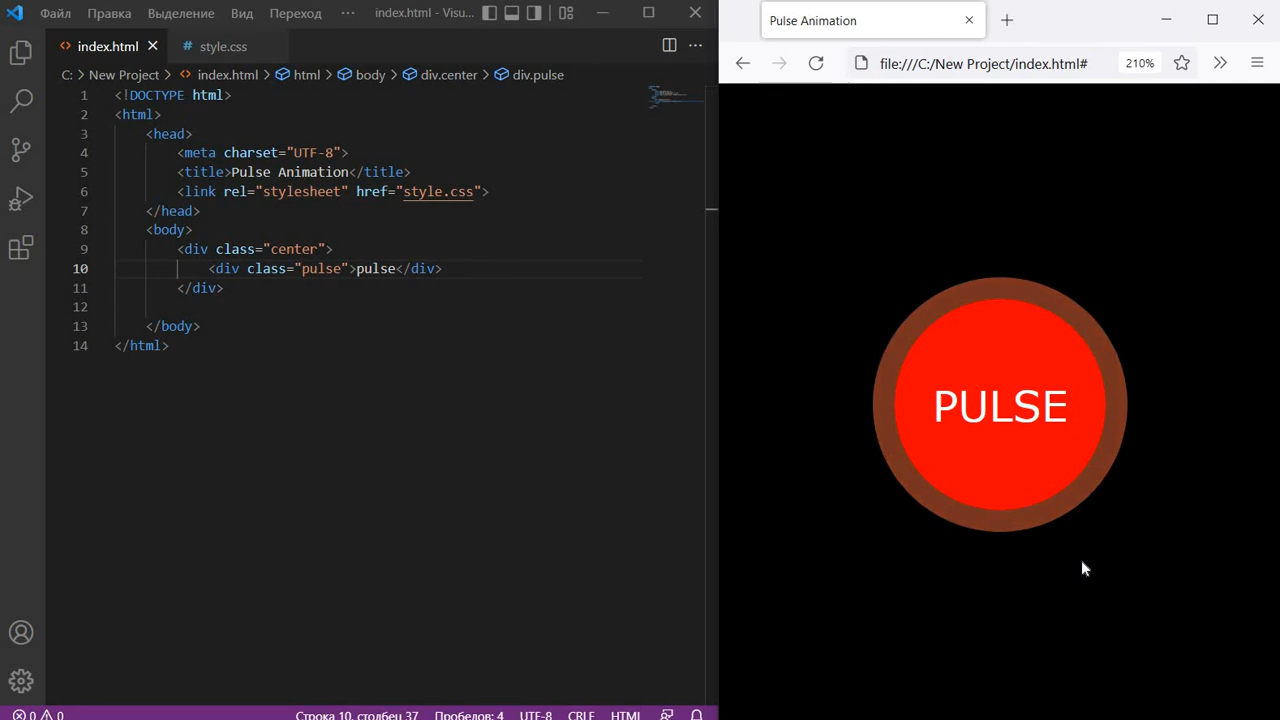 Файл Правка Выделение Вид Переход ··· index.html - Visu...
index.html
# style.css
C: > New Project > index.html > html > body > div.center > div.pulse
1 <!DOCTYPE html>
2 <html>
3 <head>
4 <meta charset="UTF-8">
5 <title>Pulse Animation</title>
6 <link rel="stylesheet" href="style.css">
7 </head>
8 <body>
9 <div class="center">
10 <div class="pulse">pulse</div>
11 </div>
12
13 </body>
14 </html>
0 0 Строка 10, столбец 37 Пробелов: 4 UTF-8 CRLF HTML
Pulse Animation
file:///C:/New Project/index.html# 210%
PULSE